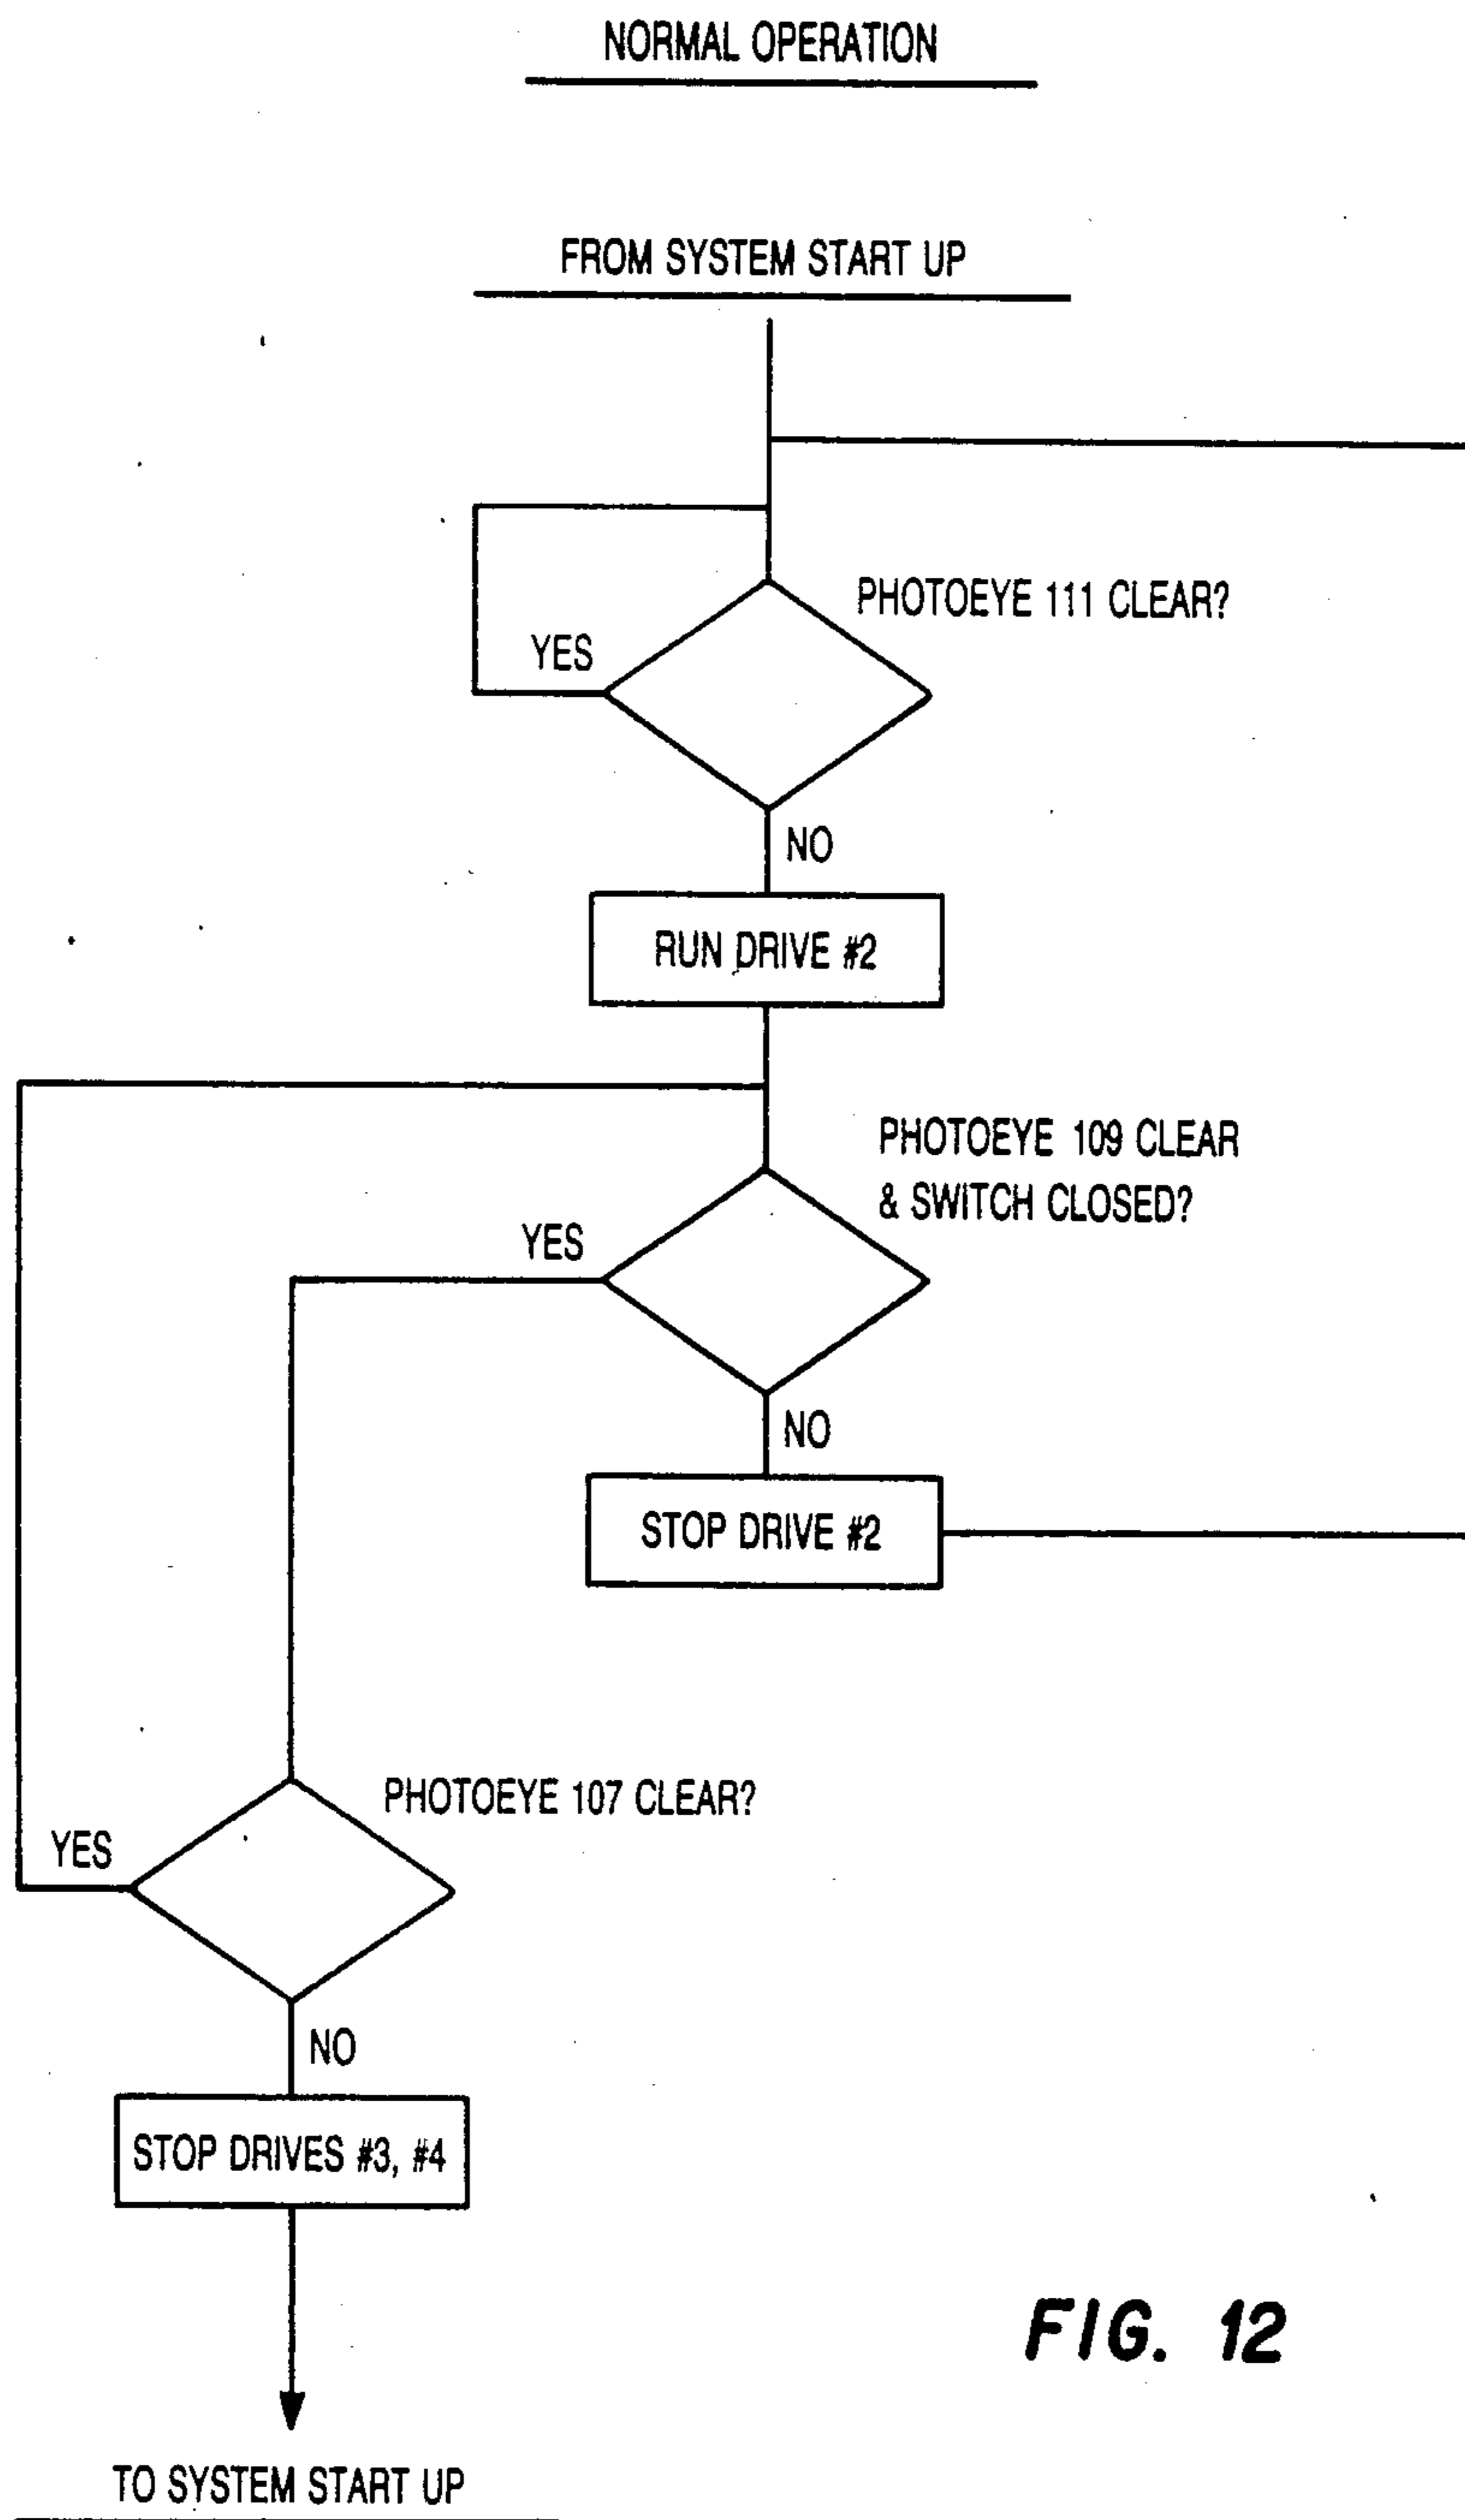 NORMAL OPERATION
FROM SYSTEM START UP
PHOTOEYE 111 CLEAR?
YES
NO
RUN DRIVE #2
PHOTOEYE 109 CLEAR
& SWITCH CLOSED?
YES
NO
STOP DRIVE #2
PHOTOEYE 107 CLEAR?
YES
NO
STOP DRIVES #3, #4
FIG. 12
TO SYSTEM START UP